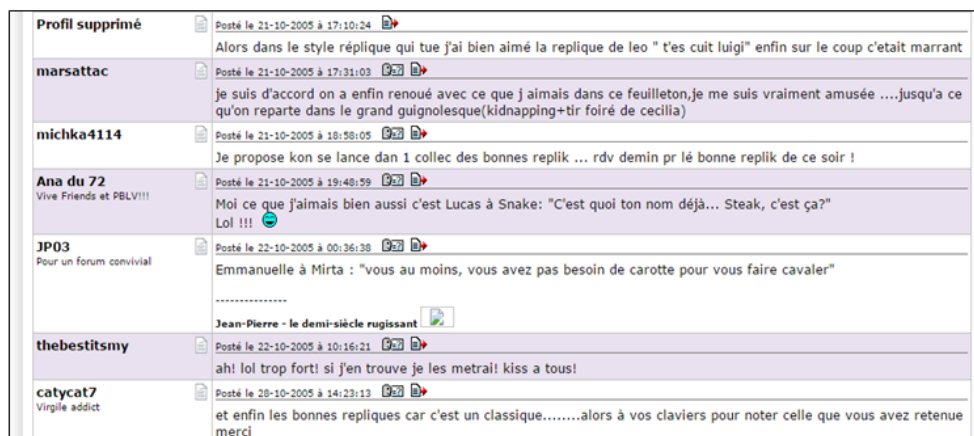 Profil supprimé
Posté le 21-10-2005 à 17:10:24
Alors dans le style réplique qui tue j'ai bien aimé la replique de leo " t'es cuit luigi" enfin sur le coup c'etait marrant
marsattac
Posté le 21-10-2005 à 17:31:03
je suis d'accord on a enfin renoué avec ce que j aimais dans ce feuilleton,je me suis vraiment amusée ....jusqu'a ce
qu'on reparte dans le grand guignolesque(kidnapping+tir foiré de cecilia)
michka4114
Posté le 21-10-2005 à 18:58:05
Je propose kon se lance dan 1 collec des bonnes replik ... rdv demin pr lé bonne replik de ce soir !
Ana du 72
Posté le 21-10-2005 à 19:48:59
Vive Friends et PBLV!!!
Moi ce que j'aimais bien aussi c'est Lucas à Snake: "C'est quoi ton nom déjà... Steak, c'est ça?"
Lol !!!
JP03
Posté le 22-10-2005 à 00:36:38
Pour un forum convivial
Emmanuelle à Mirta : "vous au moins, vous avez pas besoin de carotte pour vous faire cavaler"
---------------
Jean-Pierre - le demi-siècle rugissant
thebestitsmy
Posté le 22-10-2005 à 10:16:21
ah! lol trop fort! si j'en trouve je les metrai! kiss a tous!
catycat7
Posté le 28-10-2005 à 14:23:13
Virgile addict
et enfin les bonnes repliques car c'est un classique........alors à vos claviers pour noter celle que vous avez retenue
merci